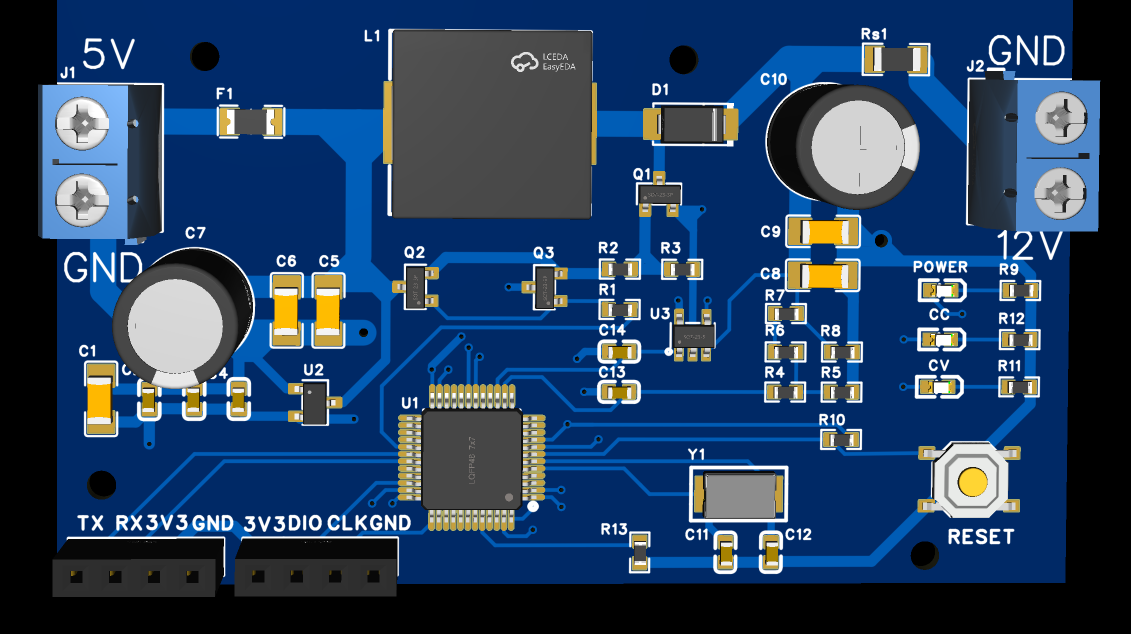 5V
J1
F1
L1
LCEDA
EasyEDA
D1
C10
Rs1
GND
J2
Q1
GND
C7
C6
C5
Q2
Q3
R2
R3
R1
U3
C14
C13
C9
C8
R7
R6
R8
R4
R5
12V
POWER
R9
CC
R12
CV
R11
C1
U2
U1
LQFP48 7x7
R10
Y1
RESET
R13
C11
C12
TX RX 3V3 GND
3V3 DIO CLK GND